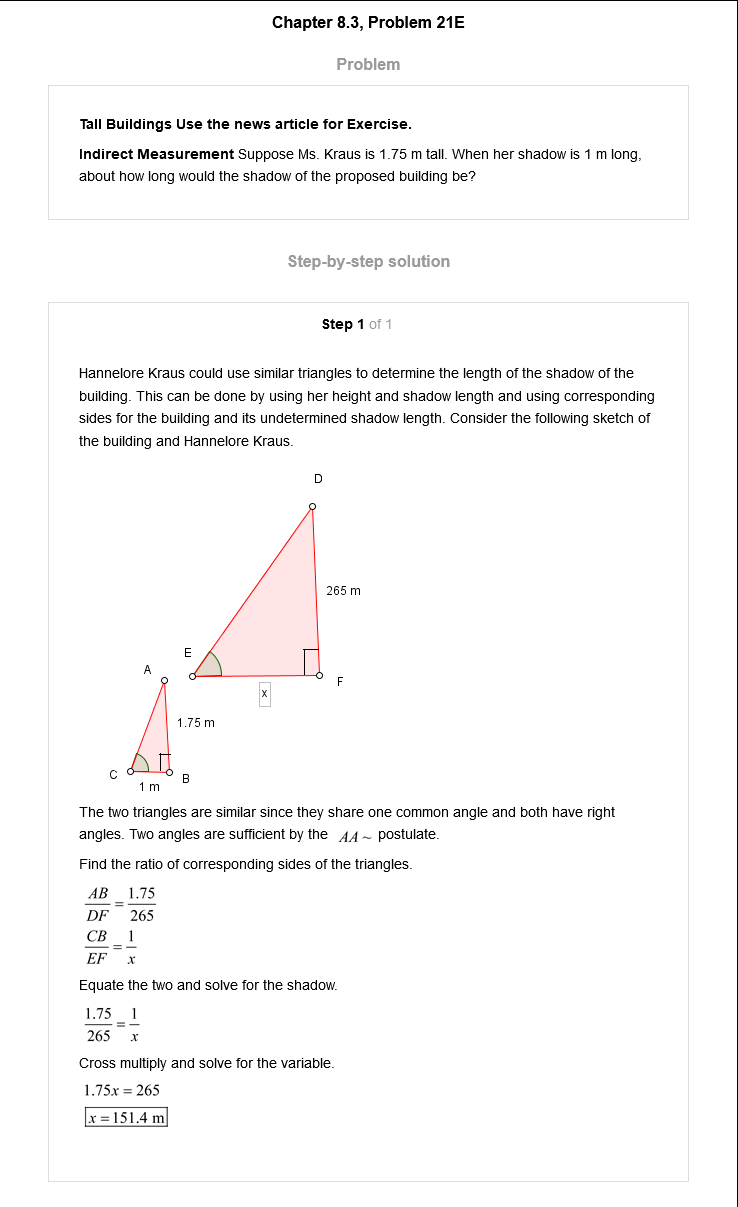 Chapter 8.3, Problem 21E
Problem
Tall Buildings Use the news article for Exercise.
Indirect Measurement Suppose Ms. Kraus is 1.75 m tall. When her shadow is 1 m long,
about how long would the shadow of the proposed building be?
Step-by-step solution
Step 1 of 1
Hannelore Kraus could use similar triangles to determine the length of the shadow of the
building. This can be done by using her height and shadow length and using corresponding
sides for the building and its undetermined shadow length. Consider the following sketch of
the building and Hannelore Kraus.
D
265 m
E
A
F
x
1.75 m
C
B
1 m
The two triangles are similar since they share one common angle and both have right
angles. Two angles are sufficient by the AA ~ postulate.
Find the ratio of corresponding sides of the triangles.
AB/DF = 1.75/265
CB/EF = 1/x
Equate the two and solve for the shadow.
1.75/265 = 1/x
Cross multiply and solve for the variable.
1.75x = 265
x = 151.4 m